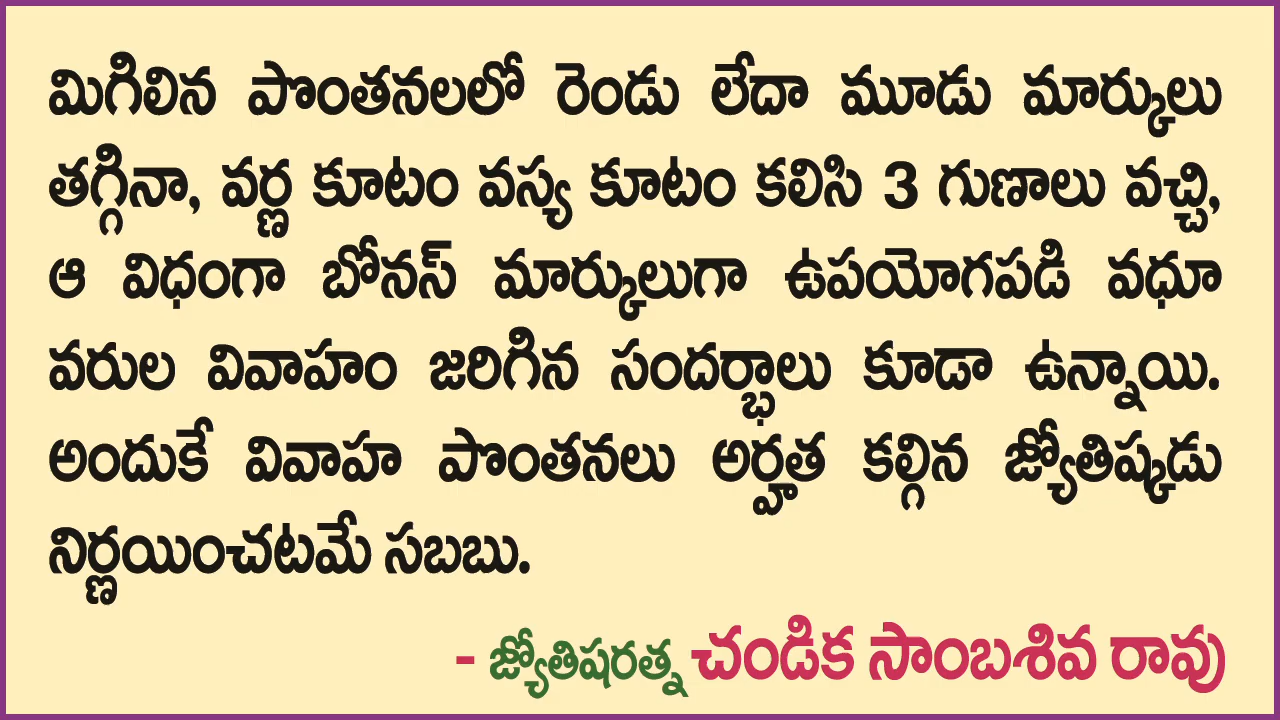 మిగిలిన పొంతనలలో రెండు లేదా మూడు మార్కులు
తగ్గినా, వర్ణ కూటం వస్య కూటం కలిసి 3 గుణాలు వచ్చి,
ఆ విధంగా బోనస్ మార్కులుగా ఉపయోగపడి వధూ
వరుల వివాహం జరిగిన సందర్భాలు కూడా ఉన్నాయి.
అందుకే వివాహ పొంతనలు అర్హత కల్గిన జ్యోతిష్కుడు
నిర్ణయించటమే సబబు.
- జ్యోతిషరత్న చండిక సాంబశివ రావు